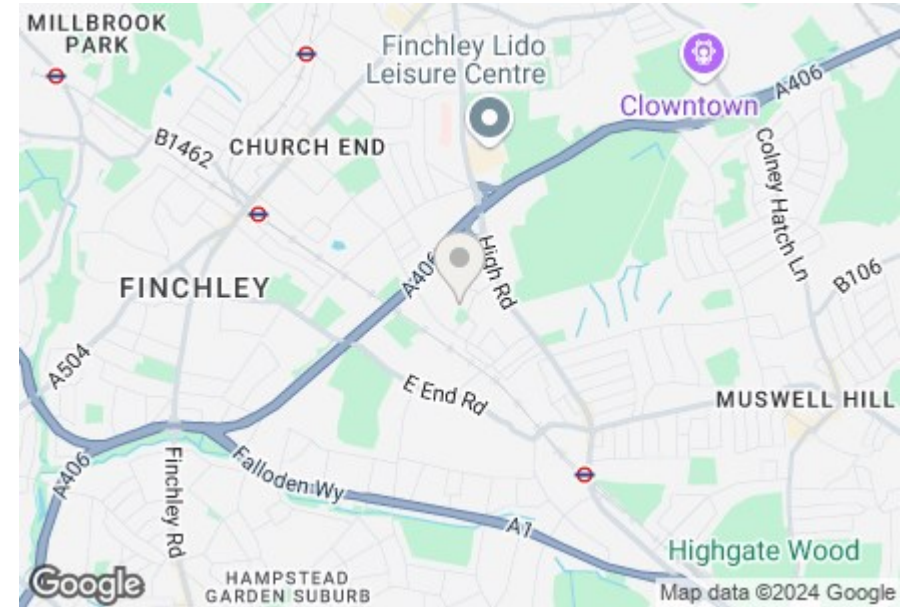 MILLBROOK
PARK
Finchley Lido
Leisure Centre
Clowntown
A406
B1462
CHURCH END
Colney Hatch Ln
High Rd
A406
B106
FINCHLEY
A504
E End Rd
MUSWELL HILL
A406
Finchley Rd
Falloden Wy
A1
Highgate Wood
HAMPSTEAD
GARDEN SUBURB
Google
Map data ©2024 Google